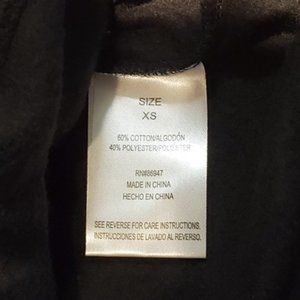 SIZE
XS
60% COTTON/ALGODÓN
40% POLYESTER/POLIÉSTER
RN#86947
MADE IN CHINA
HECHO EN CHINA
SEE REVERSE FOR CARE INSTRUCTIONS.
INSTRUCCIONES DE LAVADO AL REVERSO.